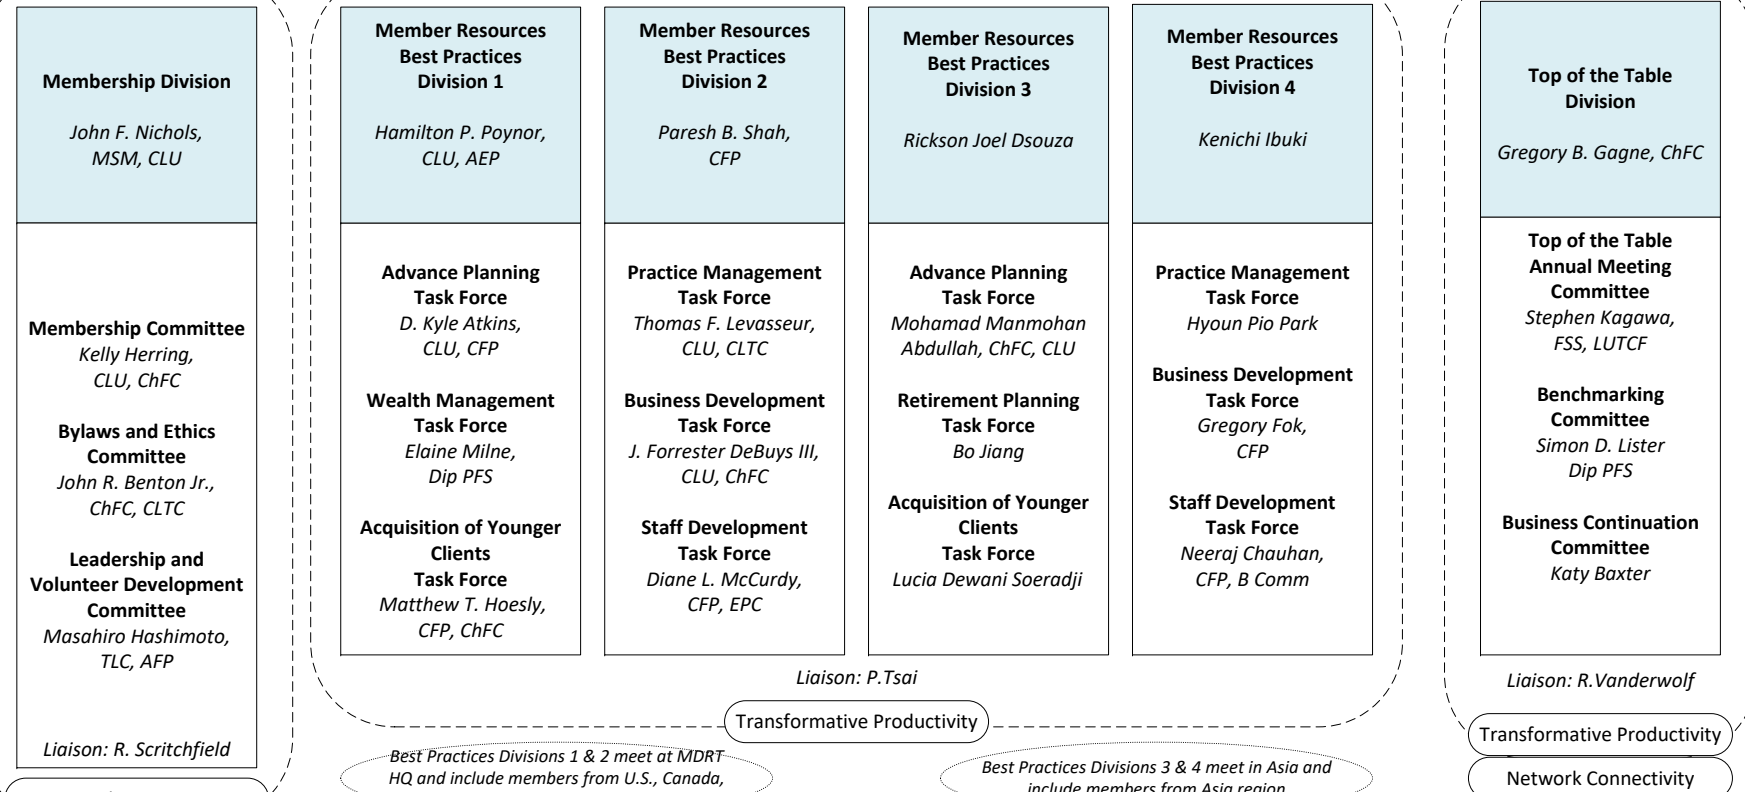 Membership Division
John F. Nichols,
MSM, CLU
Membership Committee
Kelly Herring,
CLU, ChFC
Bylaws and Ethics
Committee
John R. Benton Jr.,
ChFC, CLTC
Leadership and
Volunteer Development
Committee
Masahiro Hashimoto,
TLC, AFP
Liaison: R. Scritchfield
Member Resources
Best Practices
Division 1
Hamilton P. Poynor,
CLU, AEP
Advance Planning
Task Force
D. Kyle Atkins,
CLU, CFP
Wealth Management
Task Force
Elaine Milne,
Dip PFS
Acquisition of Younger
Clients
Task Force
Matthew T. Hoesly,
CFP, ChFC
Member Resources
Best Practices
Division 2
Paresh B. Shah,
CFP
Practice Management
Task Force
Thomas F. Levasseur,
CLU, CLTC
Business Development
Task Force
J. Forrester DeBuys III,
CLU, ChFC
Staff Development
Task Force
Diane L. McCurdy,
CFP, EPC
Member Resources
Best Practices
Division 3
Rickson Joel Dsouza
Advance Planning
Task Force
Mohamad Manmohan
Abdullah, ChFC, CLU
Retirement Planning
Task Force
Bo Jiang
Acquisition of Younger
Clients
Task Force
Lucia Dewani Soeradji
Member Resources
Best Practices
Division 4
Kenichi Ibuki
Practice Management
Task Force
Hyoun Pio Park
Business Development
Task Force
Gregory Fok,
CFP
Staff Development
Task Force
Neeraj Chauhan,
CFP, B Comm
Liaison: P.Tsai
Transformative Productivity
Best Practices Divisions 1 & 2 meet at MDRT
HQ and include members from U.S., Canada,
Best Practices Divisions 3 & 4 meet in Asia and
include members from Asia region
Top of the Table
Division
Gregory B. Gagne, ChFC
Top of the Table
Annual Meeting
Committee
Stephen Kagawa,
FSS, LUTCF
Benchmarking
Committee
Simon D. Lister
Dip PFS
Business Continuation
Committee
Katy Baxter
Liaison: R.Vanderwolf
Transformative Productivity
Network Connectivity